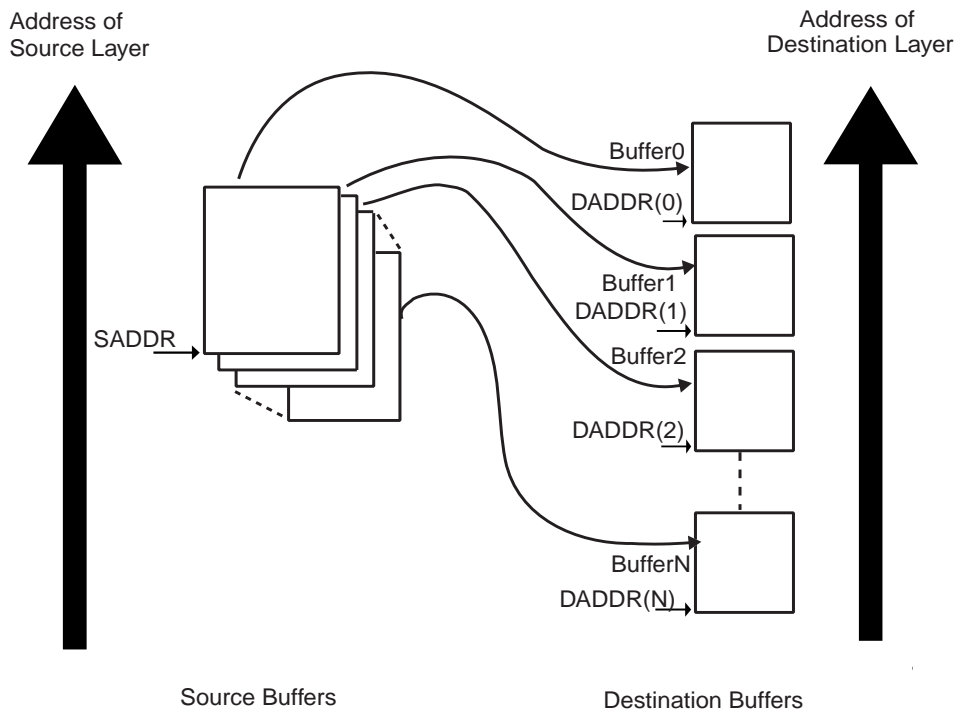 Address of
Source Layer
Address of
Destination Layer
Buffer0
DADDR(0)
Buffer1
DADDR(1)
SADDR
Buffer2
DADDR(2)
BufferN
DADDR(N)
Source Buffers
Destination Buffers